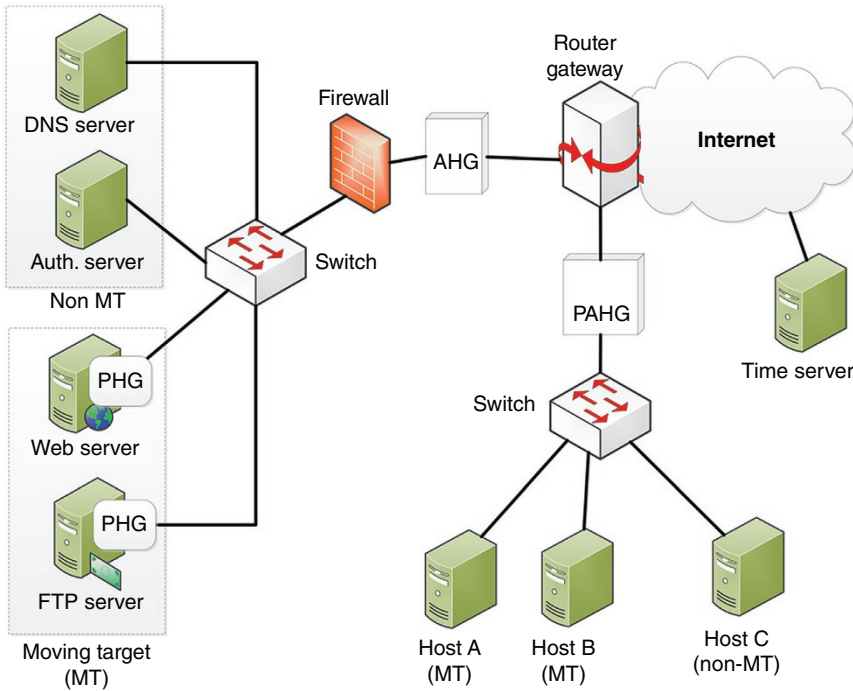 DNS server
Auth. server
Non MT
PHG
Web server
PHG
FTP server
Moving target
(MT)
Switch
Firewall
AHG
Router
gateway
Internet
PAHG
Time server
Switch
Host A
(MT)
Host B
(MT)
Host C
(non-MT)